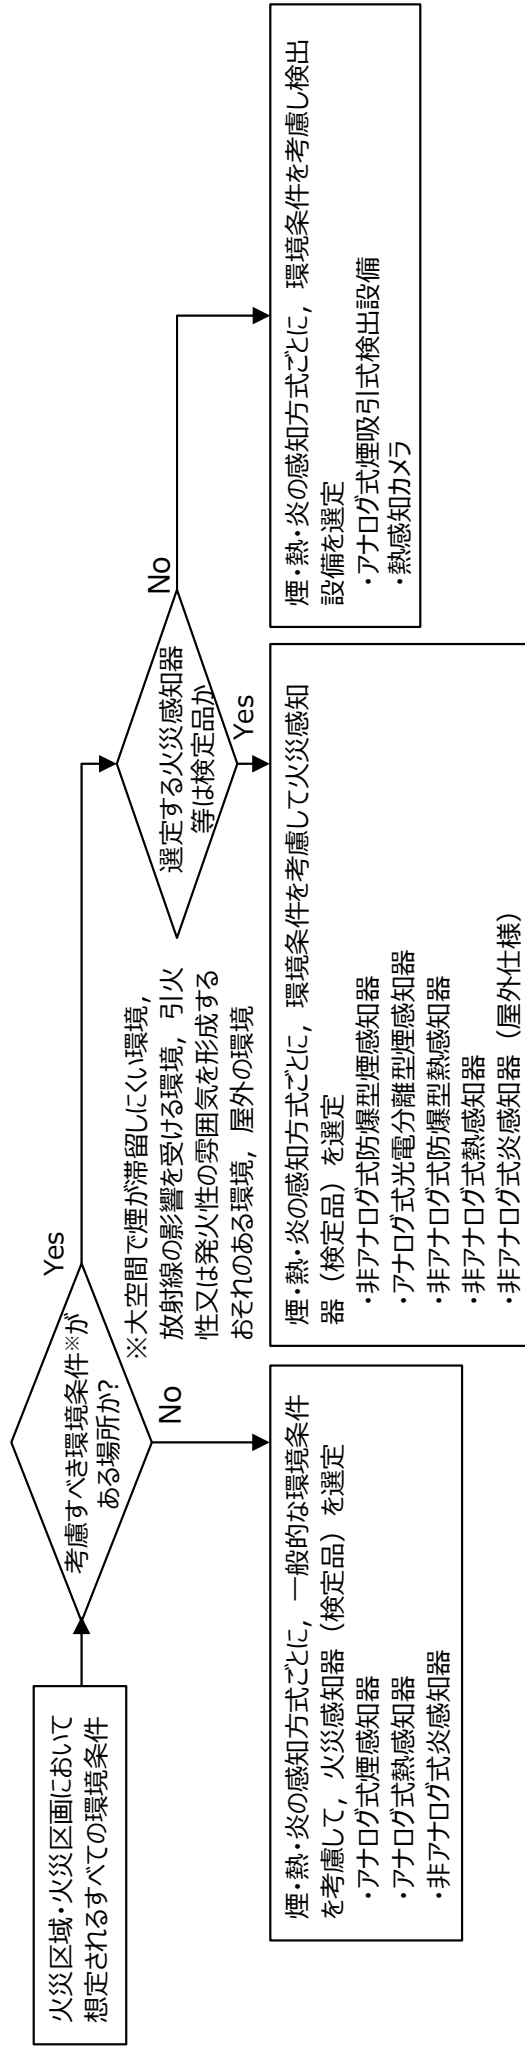 火災区域・火災区画において
想定されるすべての環境条件
考慮すべき環境条件※が
ある場所か?
Yes
No
※大空間で煙が滞留しにくい環境，
放射線の影響を受ける環境，引火
性又は発火性の雰囲気を形成する
おそれのある環境，屋外の環境
選定する火災感知器
等は検定品か
No
Yes
煙・熱・炎の感知方式ごとに，一般的な環境条件
を考慮して，火災感知器（検定品）を選定
・アナログ式煙感知器
・アナログ式熱感知器
・非アナログ式炎感知器
煙・熱・炎の感知方式ごとに，環境条件を考慮して火災感知
器（検定品）を選定
・非アナログ式防爆型煙感知器
・アナログ式光電分離型煙感知器
・非アナログ式防爆型熱感知器
・非アナログ式熱感知器
・非アナログ式炎感知器（屋外仕様）
煙・熱・炎の感知方式ごとに，環境条件を考慮し検出
設備を選定
・アナログ式煙吸引式検出設備
・熱感知カメラ